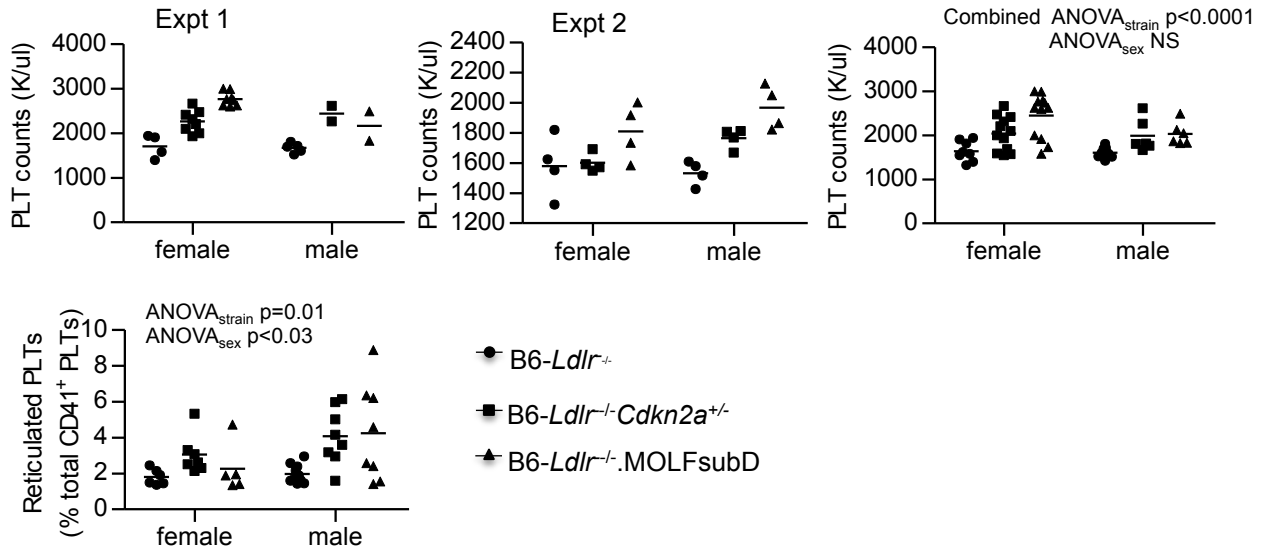 Expt 1
PLT counts (K/ul)
4000
3000
2000
1000
0
female male
Expt 2
PLT counts (K/ul)
2400
2200
2000
1800
1600
1400
1200
female male
Combined ANOVAstrain p<0.0001
ANOVAsex NS
PLT counts (K/ul)
4000
3000
2000
1000
0
female male
ANOVAstrain p=0.01
ANOVAsex p<0.03
Reticulated PLTs
(% total CD41+ PLTs)
10
8
6
4
2
0
female male
B6-Ldlr-/-
B6-Ldlr-/-Cdkn2a+/-
B6-Ldlr-/-.MOLFsubD